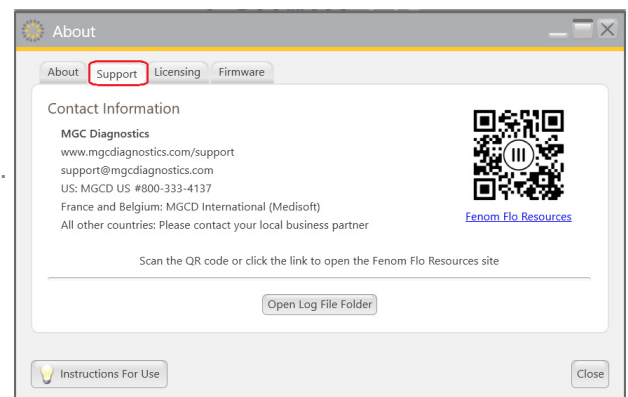 About
About Support Licensing Firmware
Contact Information
MGC Diagnostics
www.mgcdiagnostics.com/support
support@mgcdiagnostics.com
US: MGCD US #800-333-4137
France and Belgium: MGCD International (Medisoft)
All other countries: Please contact your local business partner
Fenom Flo Resources
Scan the QR code or click the link to open the Fenom Flo Resources site
Open Log File Folder
Instructions For Use
Close